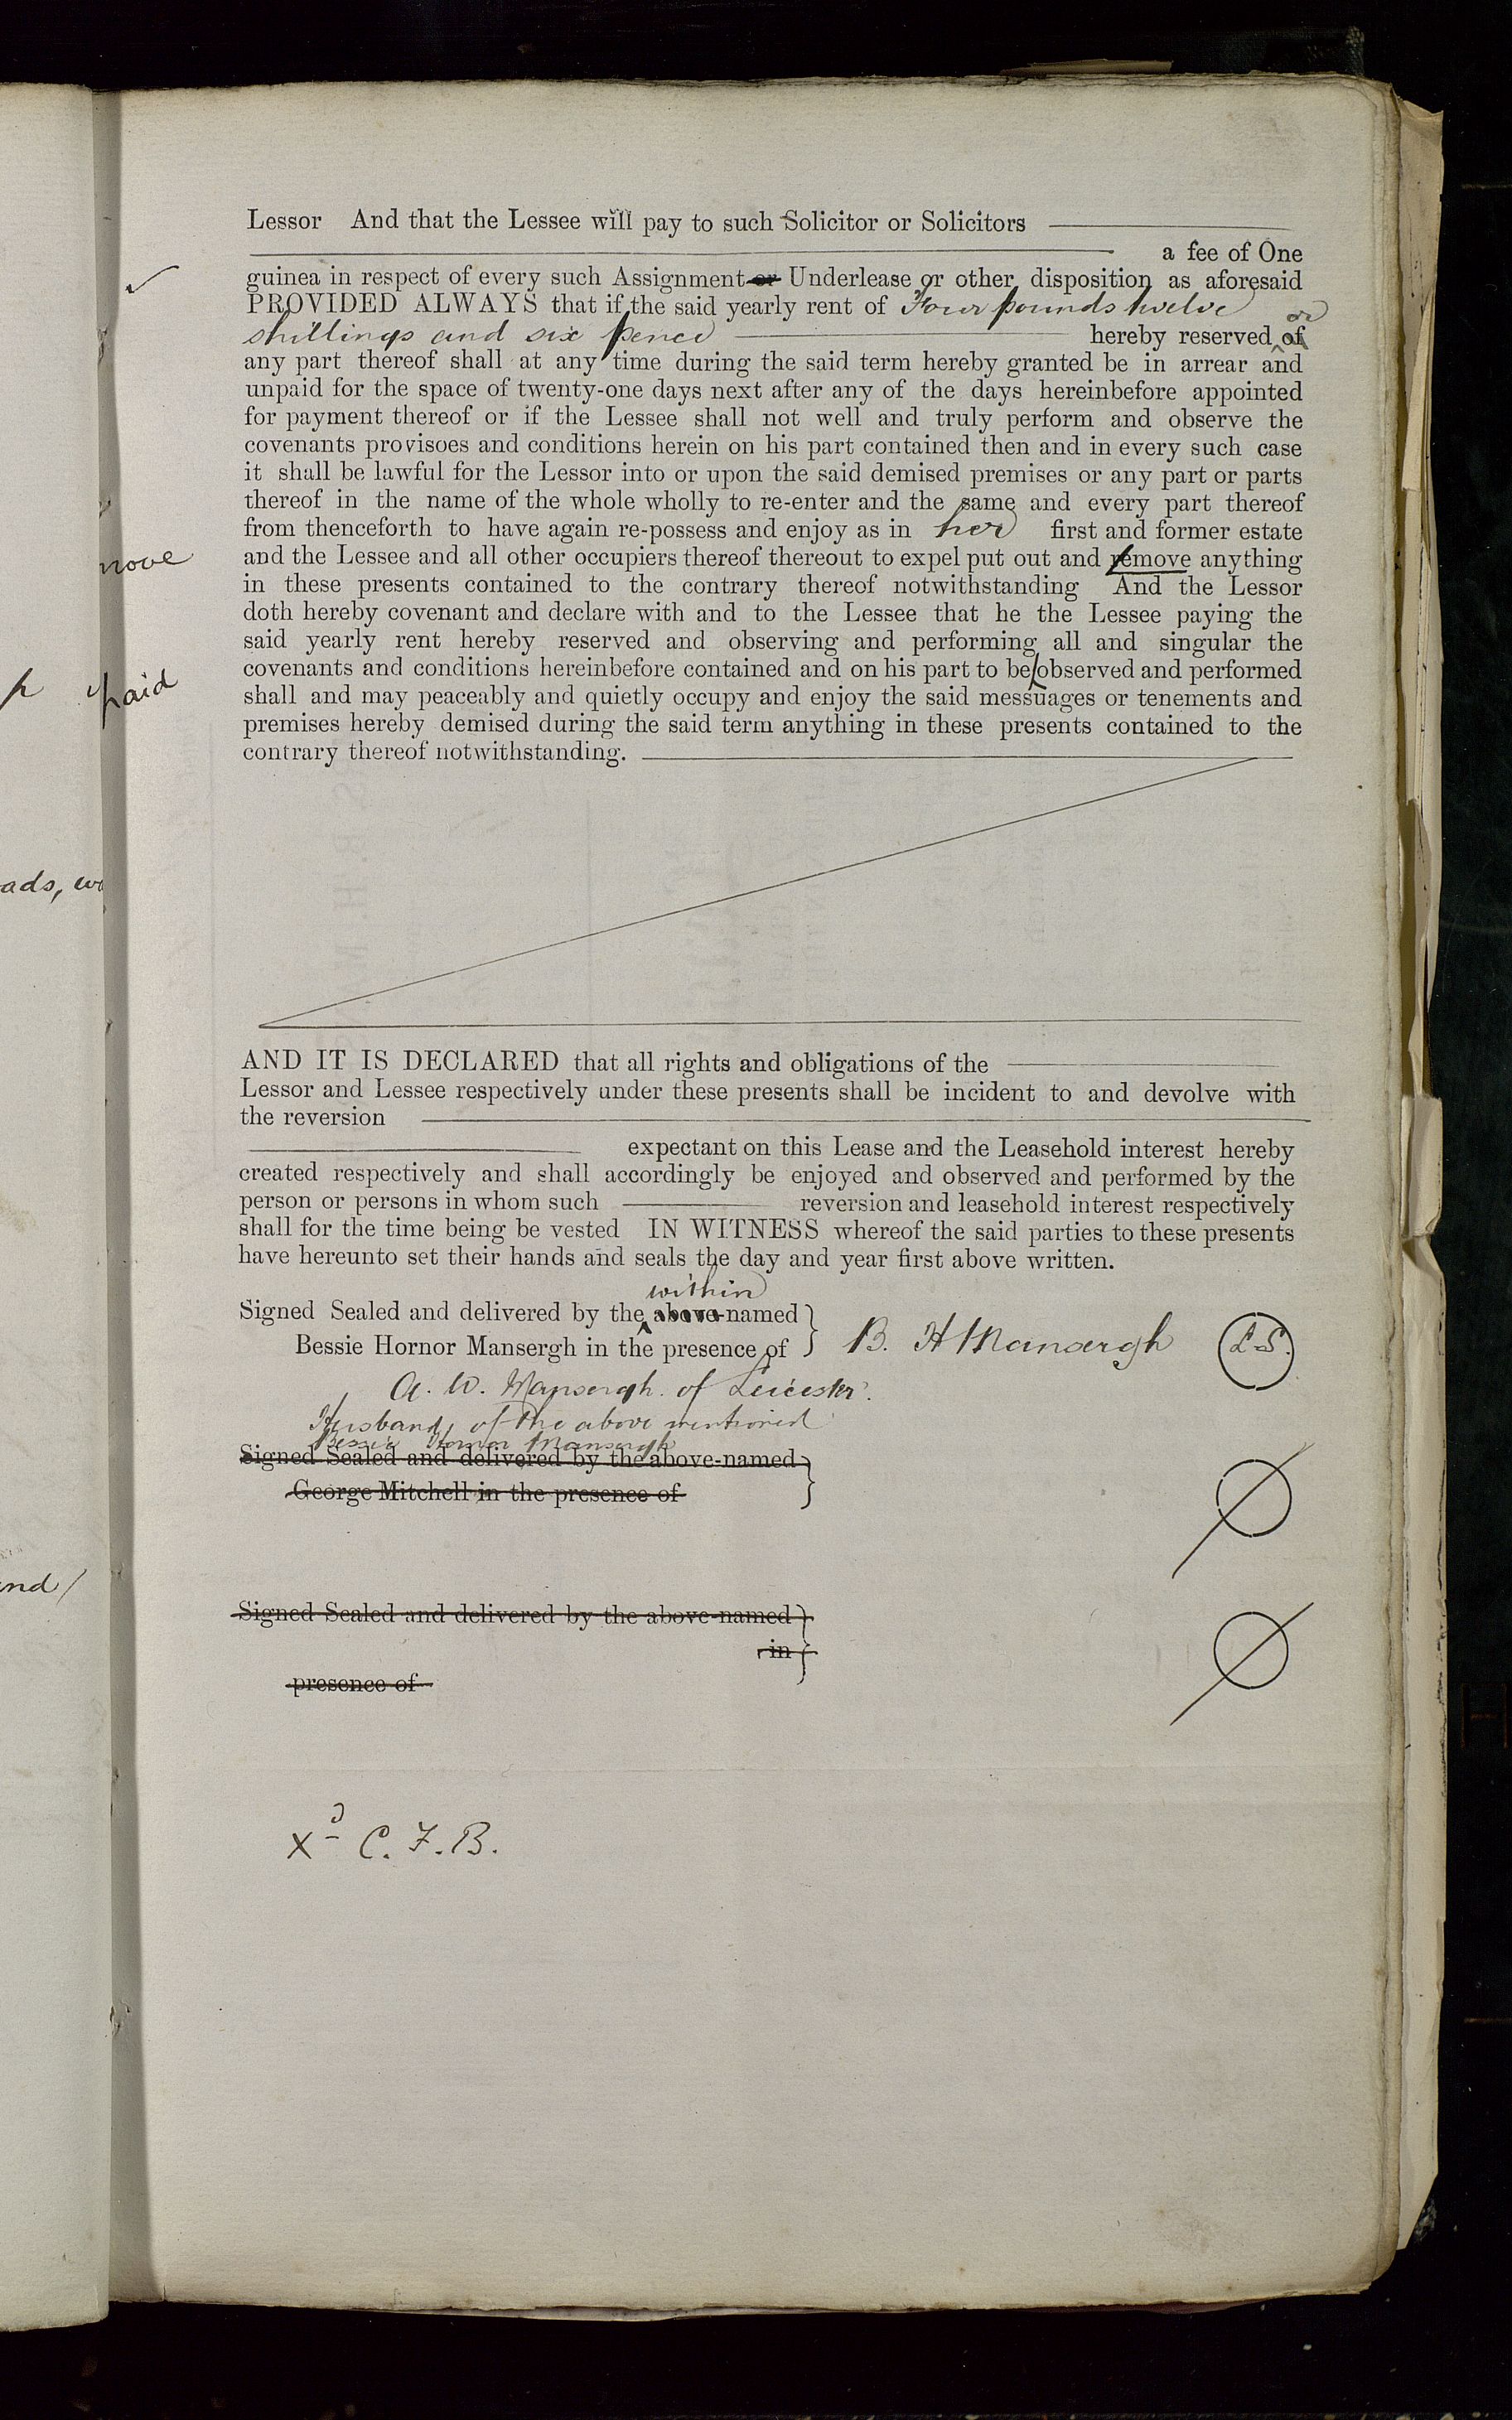 Lessor And that the Lessee will pay to such Solicitor or Solicitors
a fee of One
guinea in respect of every such Assignment or Underlease or other disposition as aforesaid
PROVIDED ALWAYS that if the said yearly rent of Four pounds twelve
or
shillings and six pence hereby reserved of
any part thereof shall at any time during the said term hereby granted be in arrear and
unpaid for the space of twenty-one days next after any of the days hereinbefore appointed
for payment thereof or if the Lessee shall not well and truly perform and observe the
covenants provisoes and conditions herein on his part contained then and in every such case
it shall be lawful for the Lessor into or upon the said demised premises or any part or parts
thereof in the name of the whole wholly to re-enter and the same and every part thereof
from thenceforth to have again re-possess and enjoy as in her first and former estate
and the Lessee and all other occupiers thereof thereout to expel put out and remove anything
move
in these presents contained to the contrary thereof notwithstanding And the Lessor
doth hereby covenant and declare with and to the Lessee that he the Lessee paying the
said yearly rent hereby reserved and observing and performing all and singular the
covenants and conditions hereinbefore contained and on his part to be observed and performed
paid
shall and may peaceably and quietly occupy and enjoy the said messuages or tenements and
premises hereby demised during the said term anything in these presents contained to the
contrary thereof notwithstanding.
AND IT IS DECLARED that all rights and obligations of the
Lessor and Lessee respectively under these presents shall be incident to and devolve with
the reversion
expectant on this Lease and the Leasehold interest hereby
created respectively and shall accordingly be enjoyed and observed and performed by the
person or persons in whom such reversion and leasehold interest respectively
shall for the time being be vested IN WITNESS whereof the said parties to these presents
have hereunto set their hands and seals the day and year first above written.
within
Signed Sealed and delivered by the above-named
Bessie Hornor Mansergh in the presence of B. H Mansergh L.S.
A. W. Mansergh of Leicester.
Husband of the above mentioned
Bessie Hornor Mansergh
Signed Sealed and delivered by the above-named
George Mitchell in the presence of
Signed Sealed and delivered by the above-named
in
presence of
Xd C. F. B.